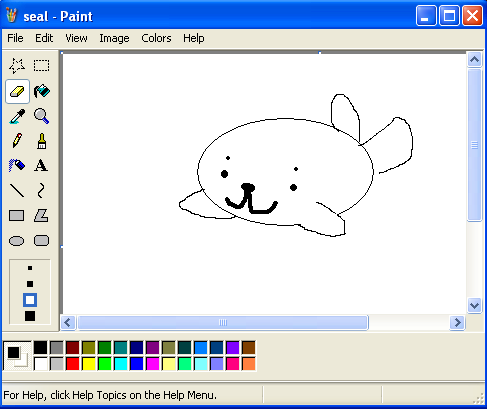 seal - Paint
File Edit View Image Colors Help
A
For Help, click Help Topics on the Help Menu.